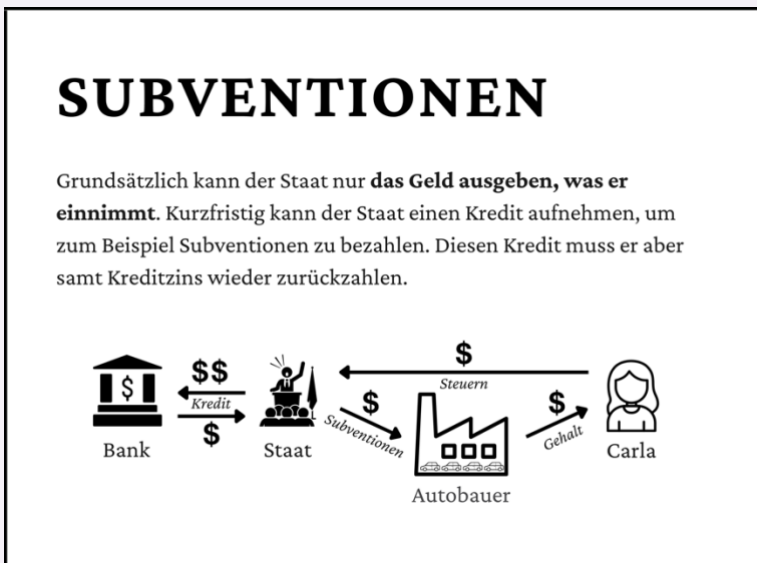 SUBVENTIONEN
Grundsätzlich kann der Staat nur das Geld ausgeben, was er
einnimmt. Kurzfristig kann der Staat einen Kredit aufnehmen, um
zum Beispiel Subventionen zu bezahlen. Diesen Kredit muss er aber
samt Kreditzins wieder zurückzahlen.
$
$$
Steuern
$
Kredit
$
$
$
Subventionen
Gehalt
Bank
Staat
Carla
Autobauer